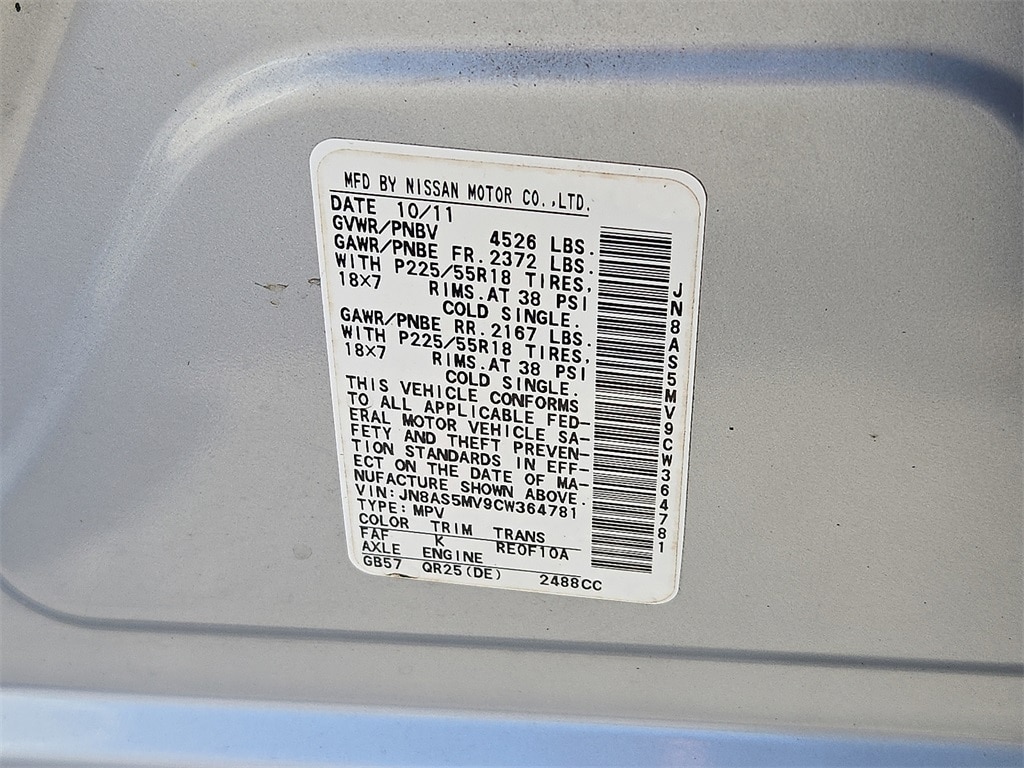 MFD BY NISSAN MOTOR CO.,LTD.
DATE 10/11
GVWR/PNBV 4526 LBS.
GAWR/PNBE FR. 2372 LBS.
WITH P225/55R18 TIRES,
18×7 RIMS. AT 38 PSI
COLD SINGLE.
GAWR/PNBE RR. 2167 LBS.
WITH P225/55R18 TIRES,
18×7 RIMS. AT 38 PSI
COLD SINGLE.
THIS VEHICLE CONFORMS
TO ALL APPLICABLE FED-
ERAL MOTOR VEHICLE SA-
FETY AND THEFT PREVEN-
TION STANDARDS IN EFF-
ECT ON THE DATE OF MA-
NUFACTURE SHOWN ABOVE.
VIN: JN8AS5MV9CW364781
TYPE: MPV
COLOR TRIM TRANS
FAF K RE0F10A
AXLE ENGINE
GB57 QR25(DE) 2488CC
JN8AS5MV9CW364781